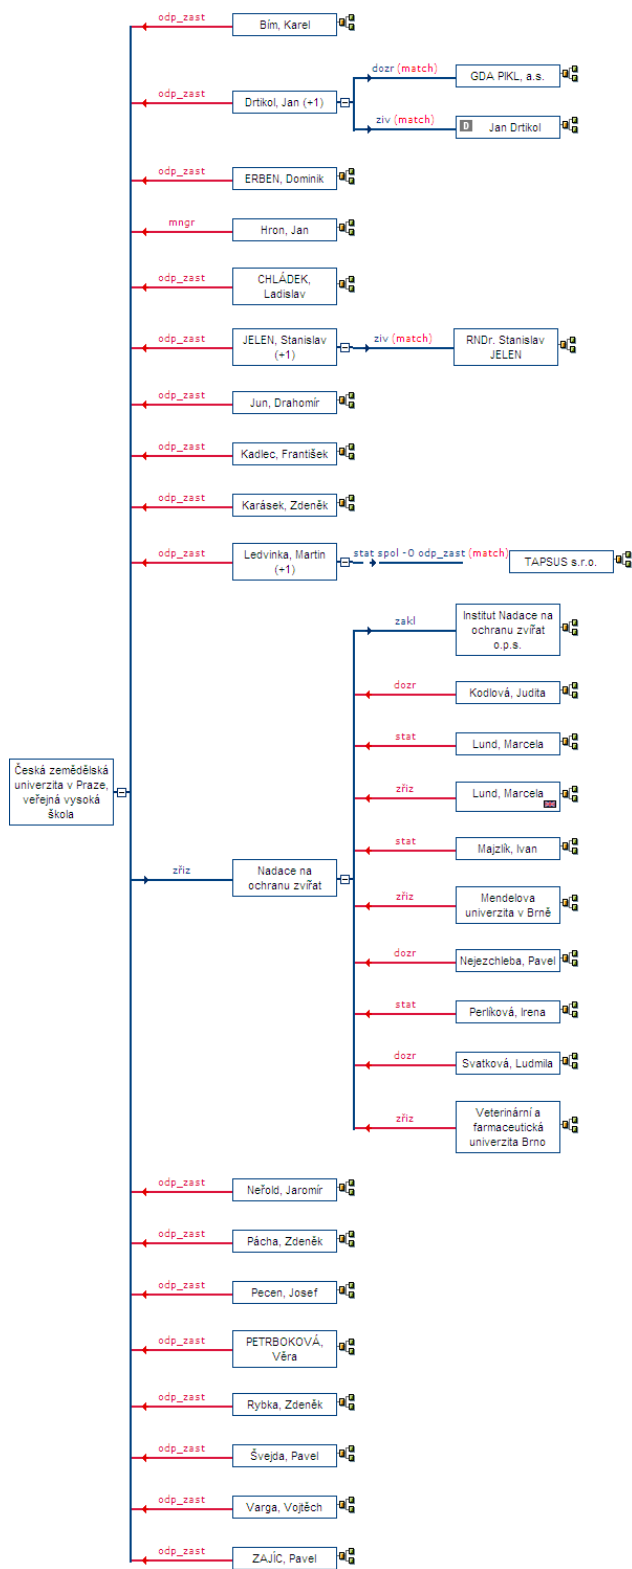 odp_zast
Bím, Karel
dozr (match)
GDA PIKL, a.s.
odp_zast
Drtikol, Jan (+1)
ziv (match)
D Jan Drtikol
odp_zast
ERBEN, Dominik
mngr
Hron, Jan
odp_zast
CHLÁDEK,
Ladislav
odp_zast
JELEN, Stanislav
(+1)
ziv (match)
RNDr. Stanislav
JELEN
odp_zast
Jun, Drahomír
odp_zast
Kadlec, František
odp_zast
Karásek, Zdeněk
odp_zast
Ledvinka, Martin
(+1)
stat spol -O odp_zast (match)
TAPSUS s.r.o.
zakl
Institut Nadace na
ochranu zvířat
o.p.s.
dozr
Kodlová, Judita
stat
Lund, Marcela
Česká zemědělská
univerzita v Praze,
veřejná vysoká
škola
zřiz
Lund, Marcela
stat
Majzlík, Ivan
zřiz
Nadace na
ochranu zvířat
zřiz
Mendelova
univerzita v Brně
dozr
Nejezchleba, Pavel
stat
Perlíková, Irena
dozr
Svatková, Ludmila
zřiz
Veterinární a
farmaceutická
univerzita Brno
odp_zast
Neřold, Jaromír
odp_zast
Pácha, Zdeněk
odp_zast
Pecen, Josef
odp_zast
PETRBOKOVÁ,
Věra
odp_zast
Rybka, Zdeněk
odp_zast
Švejda, Pavel
odp_zast
Varga, Vojtěch
odp_zast
ZAJÍC, Pavel